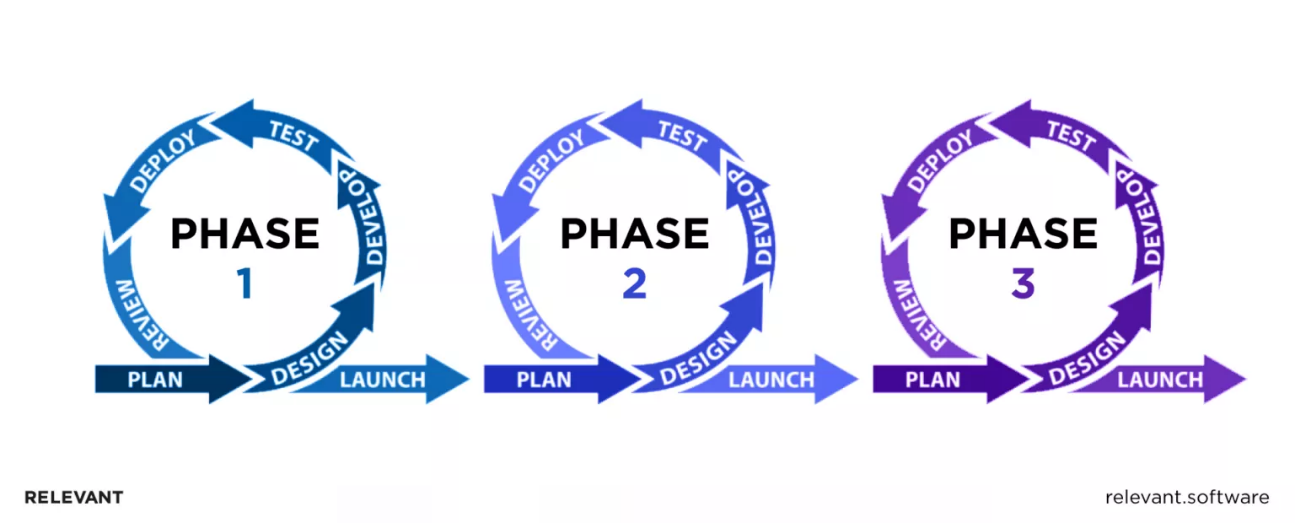 PHASE
1
PLAN
DESIGN
DEVELOP
TEST
DEPLOY
REVIEW
LAUNCH
PHASE
2
PLAN
DESIGN
DEVELOP
TEST
DEPLOY
REVIEW
LAUNCH
PHASE
3
PLAN
DESIGN
DEVELOP
TEST
DEPLOY
REVIEW
LAUNCH
RELEVANT
relevant.software